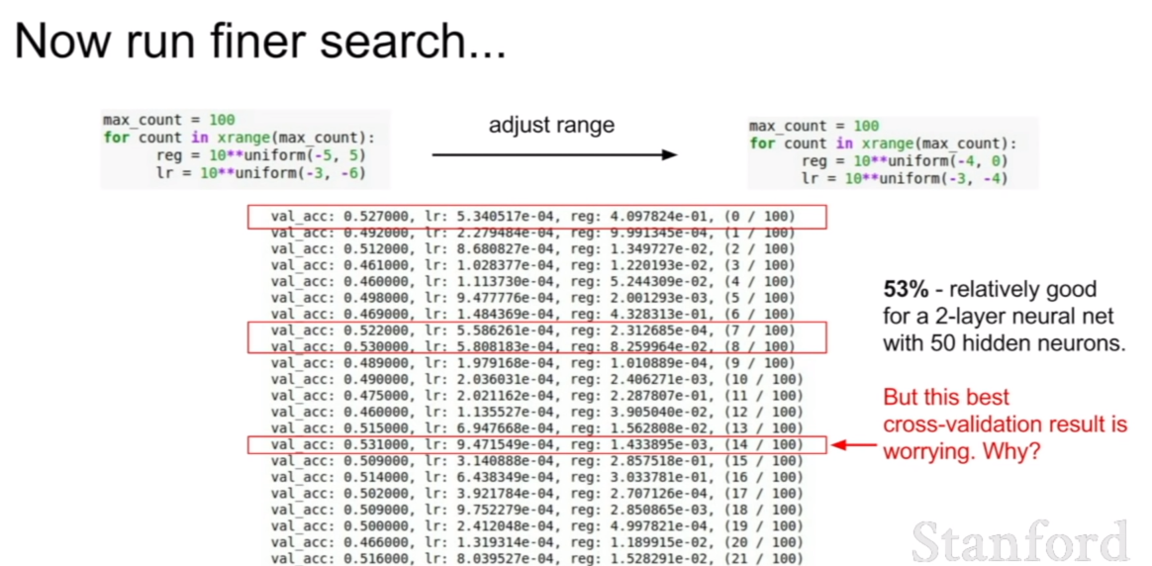 Now run finer search...
max_count = 100
for count in xrange(max_count):
reg = 10**uniform(-5, 5)
lr = 10**uniform(-3, -6)
adjust range
max_count = 100
for count in xrange(max_count):
reg = 10**uniform(-4, 0)
lr = 10**uniform(-3, -4)
val_acc: 0.527000, lr: 5.340517e-04, reg: 4.097824e-01, (0 / 100)
val_acc: 0.492000, lr: 2.279484e-04, reg: 9.991345e-04, (1 / 100)
val_acc: 0.512000, lr: 8.680827e-04, reg: 1.349727e-02, (2 / 100)
val_acc: 0.461000, lr: 1.028377e-04, reg: 1.220193e-02, (3 / 100)
val_acc: 0.460000, lr: 1.113730e-04, reg: 5.244309e-02, (4 / 100)
val_acc: 0.498000, lr: 9.477776e-04, reg: 2.001293e-03, (5 / 100)
val_acc: 0.469000, lr: 1.484369e-04, reg: 4.328313e-01, (6 / 100)
val_acc: 0.522000, lr: 5.586261e-04, reg: 2.312685e-04, (7 / 100)
val_acc: 0.530000, lr: 5.808183e-04, reg: 8.259964e-02, (8 / 100)
val_acc: 0.489000, lr: 1.979168e-04, reg: 1.010889e-04, (9 / 100)
val_acc: 0.490000, lr: 2.036031e-04, reg: 2.406271e-03, (10 / 100)
val_acc: 0.475000, lr: 2.021162e-04, reg: 2.287807e-01, (11 / 100)
val_acc: 0.460000, lr: 1.135527e-04, reg: 3.905040e-02, (12 / 100)
val_acc: 0.515000, lr: 6.947668e-04, reg: 1.562808e-02, (13 / 100)
val_acc: 0.531000, lr: 9.471549e-04, reg: 1.433895e-03, (14 / 100)
val_acc: 0.509000, lr: 3.140888e-04, reg: 2.857518e-01, (15 / 100)
val_acc: 0.514000, lr: 6.438349e-04, reg: 3.033781e-01, (16 / 100)
val_acc: 0.502000, lr: 3.921784e-04, reg: 2.707126e-04, (17 / 100)
val_acc: 0.509000, lr: 9.752279e-04, reg: 2.850865e-03, (18 / 100)
val_acc: 0.500000, lr: 2.412048e-04, reg: 4.997821e-04, (19 / 100)
val_acc: 0.466000, lr: 1.319314e-04, reg: 1.189915e-02, (20 / 100)
val_acc: 0.516000, lr: 8.039527e-04, reg: 1.528291e-02, (21 / 100)
53% - relatively good
for a 2-layer neural net
with 50 hidden neurons.
But this best
cross-validation result is
worrying. Why?
Stanford